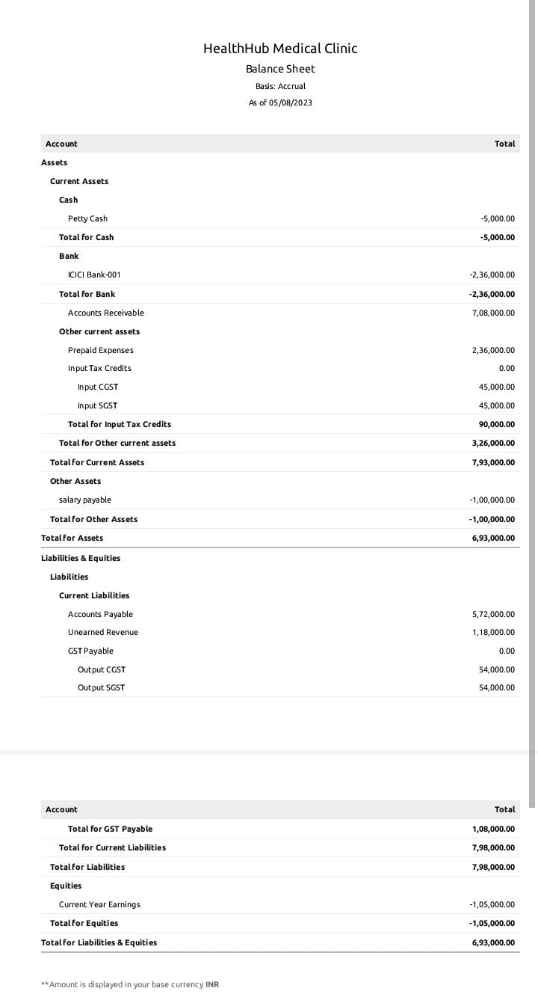 HealthHub Medical Clinic
Balance Sheet
Basis: Accrual
As of 05/08/2023
Account Total
Assets
Current Assets
Cash
Petty Cash -5,000.00
Total for Cash -5,000.00
Bank
ICICI Bank-001 -2,36,000.00
Total for Bank -2,36,000.00
Accounts Receivable 7,08,000.00
Other current assets
Prepaid Expenses 2,36,000.00
Input Tax Credits 0.00
Input CGST 45,000.00
Input SGST 45,000.00
Total for Input Tax Credits 90,000.00
Total for Other current assets 3,26,000.00
Total for Current Assets 7,93,000.00
Other Assets
salary payable -1,00,000.00
Total for Other Assets -1,00,000.00
Total for Assets 6,93,000.00
Liabilities & Equities
Liabilities
Current Liabilities
Accounts Payable 5,72,000.00
Unearned Revenue 1,18,000.00
GST Payable 0.00
Output CGST 54,000.00
Output SGST 54,000.00
Account Total
Total for GST Payable 1,08,000.00
Total for Current Liabilities 7,98,000.00
Total for Liabilities 7,98,000.00
Equities
Current Year Earnings -1,05,000.00
Total for Equities -1,05,000.00
Total for Liabilities & Equities 6,93,000.00
**Amount is displayed in your base currency INR